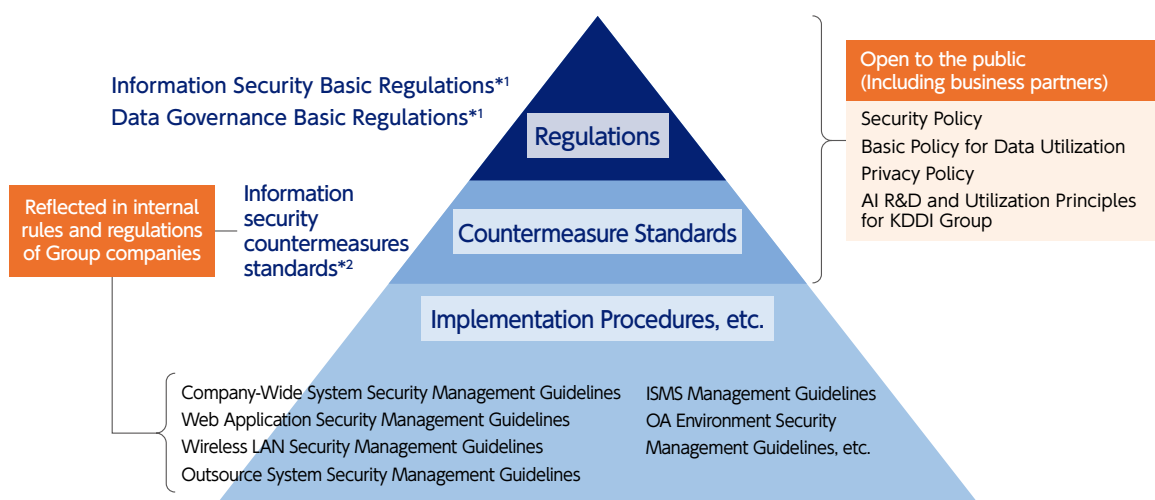 Information Security Basic Regulations*1
Data Governance Basic Regulations*1
Regulations
Open to the public
(Including business partners)
Security Policy
Basic Policy for Data Utilization
Privacy Policy
AI R&D and Utilization Principles
for KDDI Group
Reflected in internal
rules and regulations
of Group companies
Information
security
countermeasures
standards*2
Countermeasure Standards
Implementation Procedures, etc.
Company-Wide System Security Management Guidelines
Web Application Security Management Guidelines
Wireless LAN Security Management Guidelines
Outsource System Security Management Guidelines
ISMS Management Guidelines
OA Environment Security
Management Guidelines, etc.